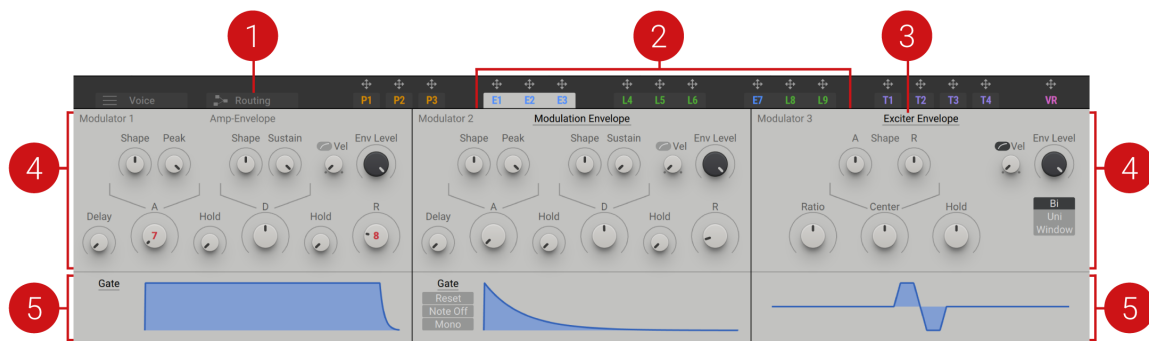 1 2 3
Voice Routing P1 P2 P3 E1 E2 E3 L4 L5 L6 E7 L8 L9 T1 T2 T3 T4 VR
Modulator 1 Amp-Envelope Modulator 2 Modulation Envelope Modulator 3 Exciter Envelope
Shape Peak Shape Sustain Vel Env Level Shape Peak Shape Sustain Vel Env Level A Shape R Vel Env Level
4 4
Delay A Hold D Hold R Delay A Hold D Hold R Ratio Center Hold Bi
7 8 Uni
Window
Gate Gate
Reset
5 Note Off 5
Mono